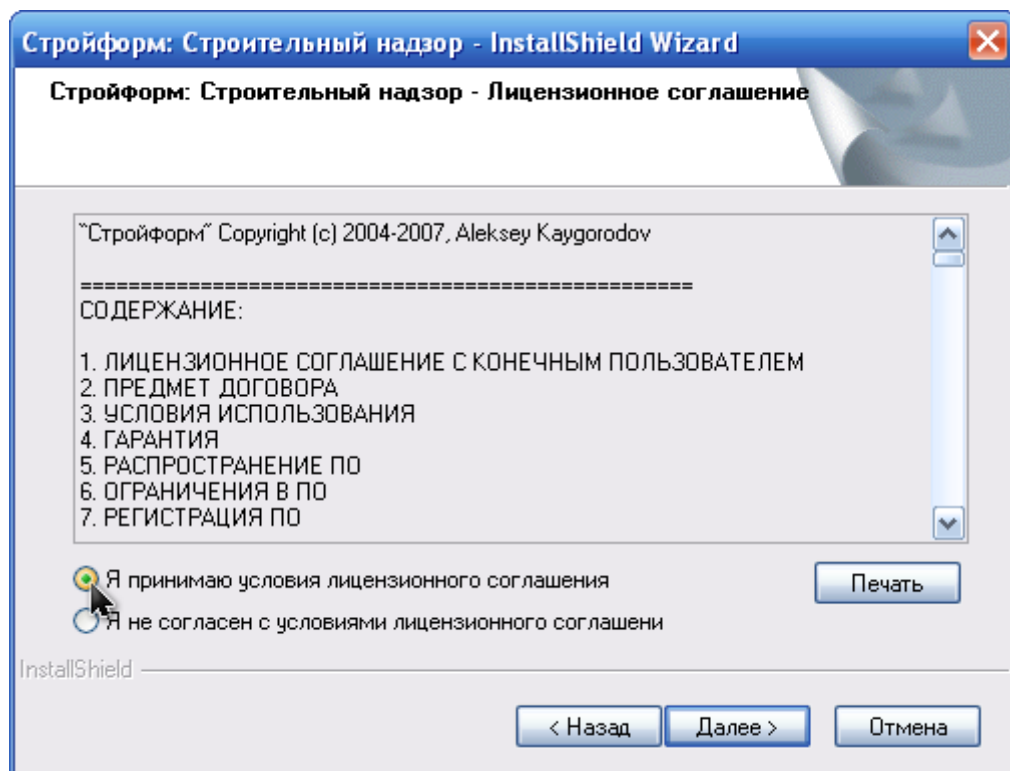 Стройформ: Строительный надзор - InstallShield Wizard
Стройформ: Строительный надзор - Лицензионное соглашение
"Стройформ" Copyright (c) 2004-2007, Aleksey Kaygorodov
===================================================
СОДЕРЖАНИЕ:
1. ЛИЦЕНЗИОННОЕ СОГЛАШЕНИЕ С КОНЕЧНЫМ ПОЛЬЗОВАТЕЛЕМ
2. ПРЕДМЕТ ДОГОВОРА
3. УСЛОВИЯ ИСПОЛЬЗОВАНИЯ
4. ГАРАНТИЯ
5. РАСПРОСТРАНЕНИЕ ПО
6. ОГРАНИЧЕНИЯ В ПО
7. РЕГИСТРАЦИЯ ПО
Я принимаю условия лицензионного соглашения
Печать
Я не согласен с условиями лицензионного соглашени
InstallShield
< Назад Далее > Отмена